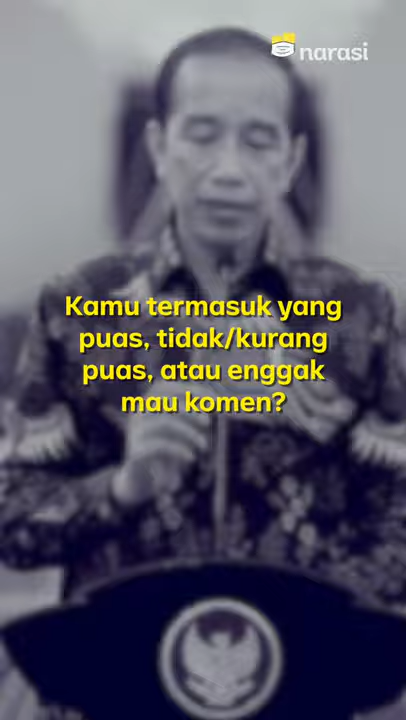 narasi
Kamu termasuk yang
puas, tidak/kurang
puas, atau enggak
mau komen?